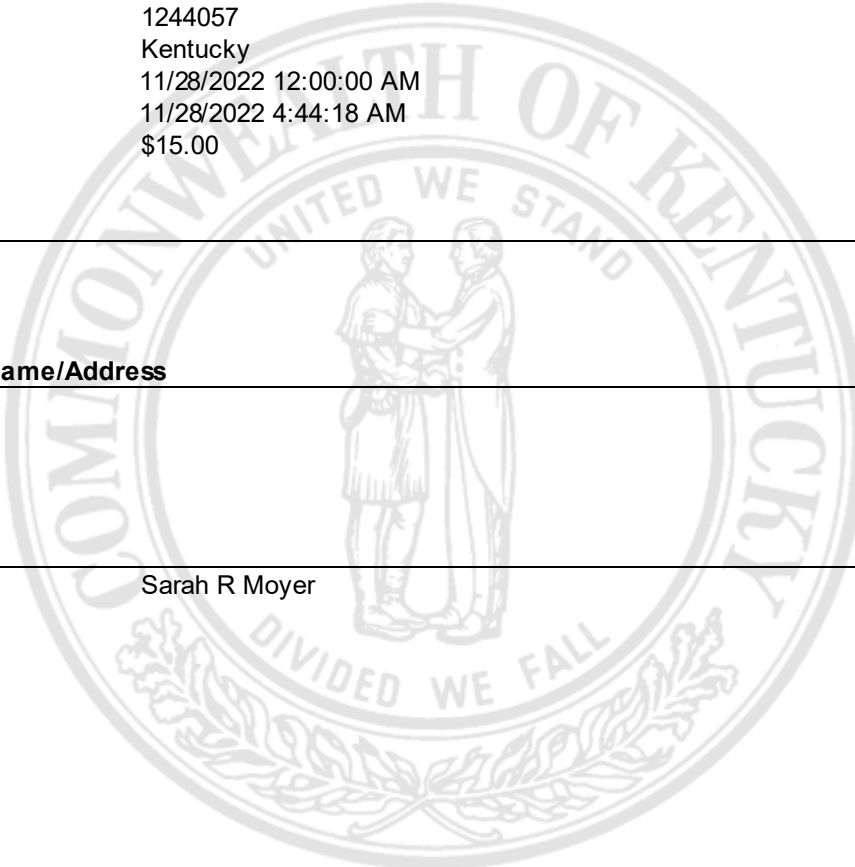 1244057
Kentucky
11/28/2022 12:00:00 AM
11/28/2022 4:44:18 AM
$15.00
COMMONWEALTH OF KENTUCKY
UNITED WE STAND
ame/Address
Sarah R Moyer
DIVIDED WE FALL